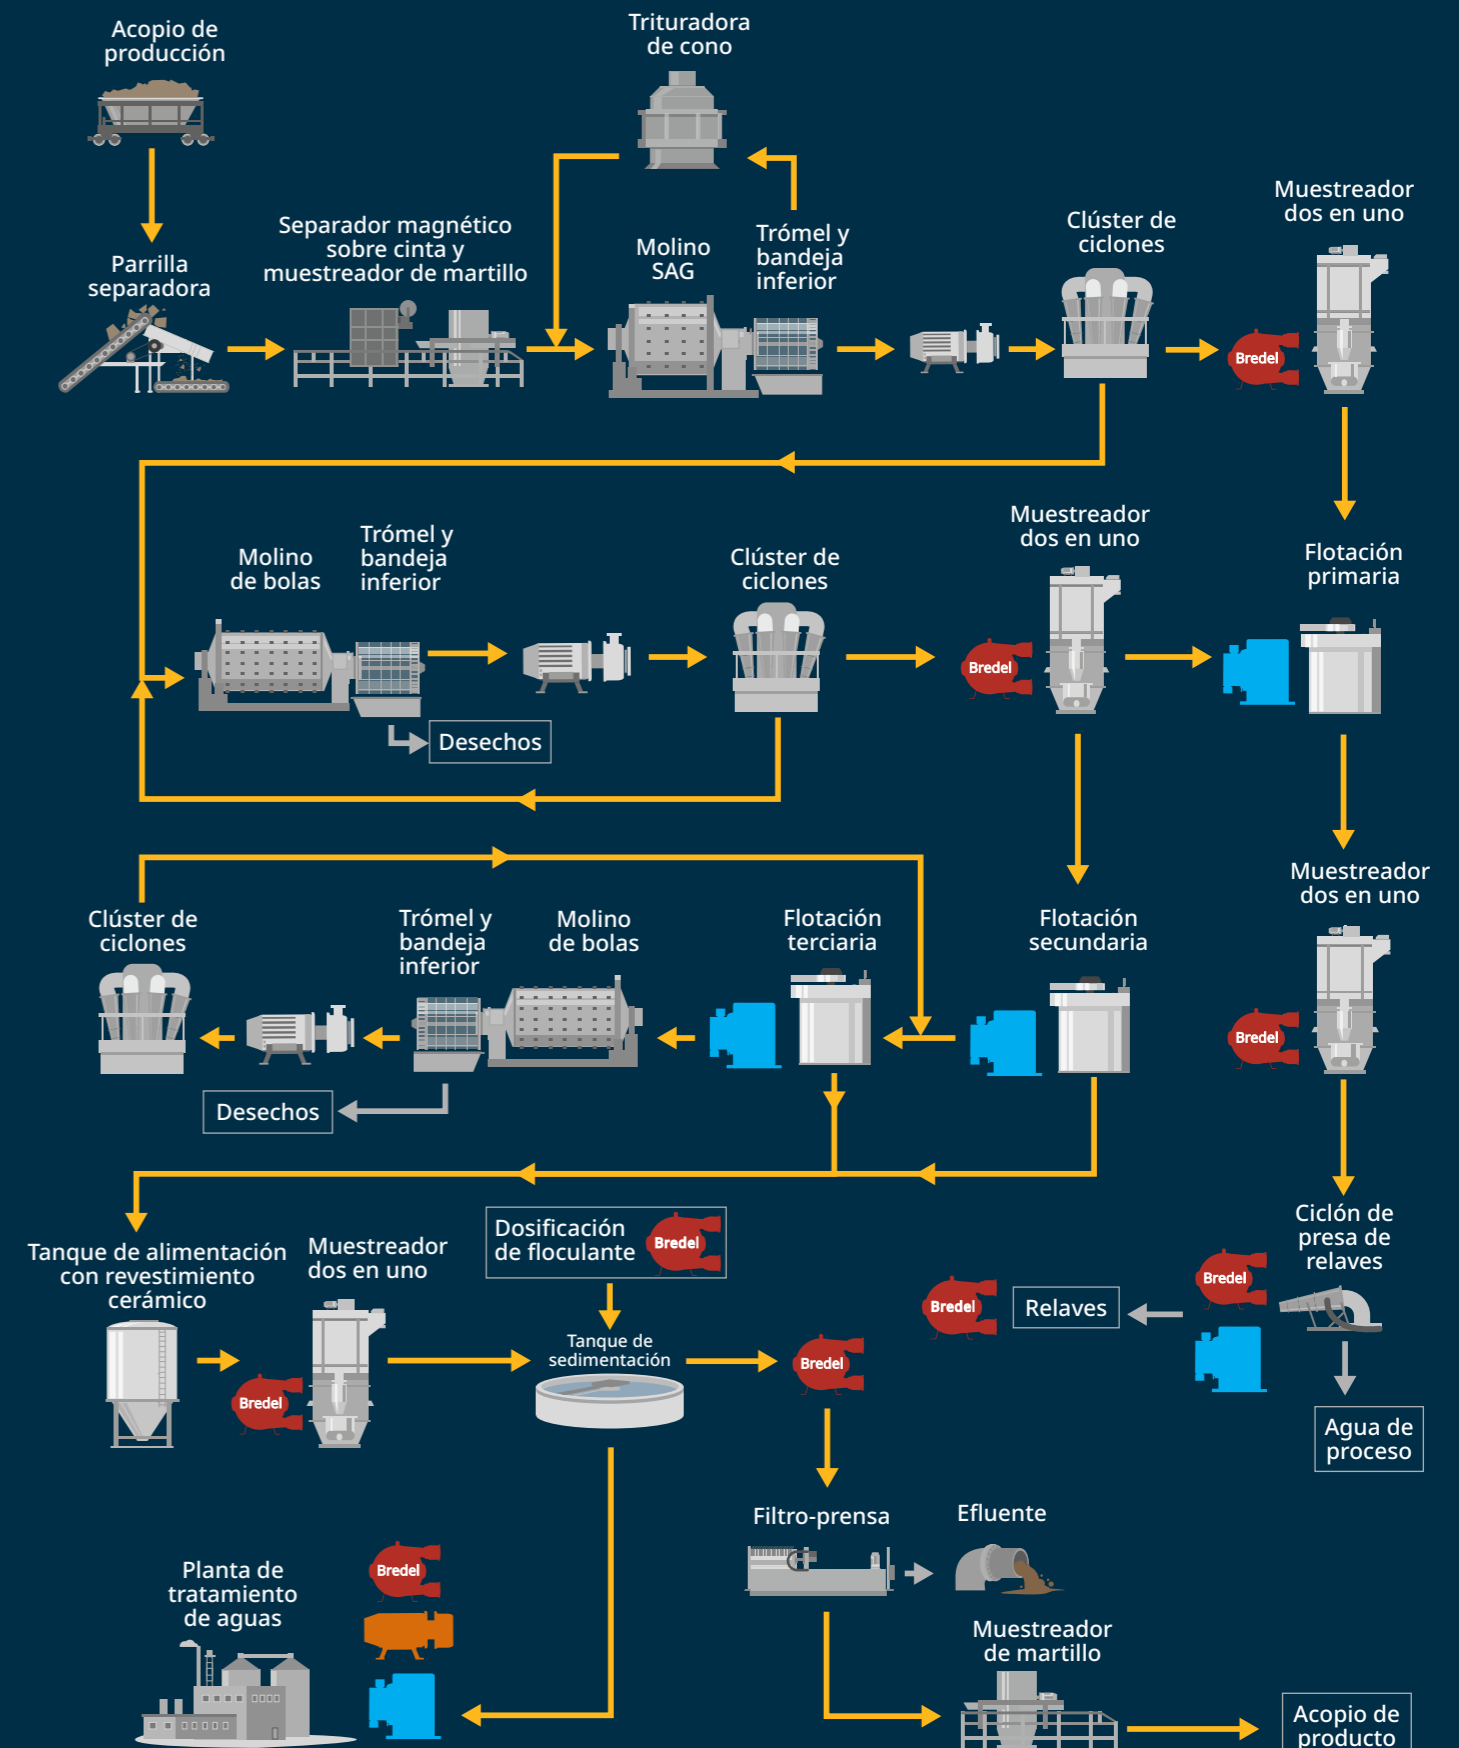 Acopio de
producción
Trituradora
de cono
Muestreador
dos en uno
Clúster de
ciclones
Separador magnético
sobre cinta y
muestreador de martillo
Molino
SAG
Trómel y
bandeja
inferior
Parrilla
separadora
Bredel
Muestreador
dos en uno
Trómel y
bandeja
inferior
Molino
de bolas
Clúster de
ciclones
Flotación
primaria
Bredel
Desechos
Muestreador
dos en uno
Clúster de
ciclones
Trómel y
bandeja
inferior
Molino
de bolas
Flotación
terciaria
Flotación
secundaria
Bredel
Desechos
Ciclón de
presa de
relaves
Dosificación
de floculante
Bredel
Tanque de alimentación
con revestimiento
cerámico
Muestreador
dos en uno
Bredel
Bredel
Relaves
Tanque de
sedimentación
Bredel
Bredel
Agua de
proceso
Filtro-prensa
Efluente
Planta de
tratamiento
de aguas
Bredel
Muestreador
de martillo
Acopio de
producto